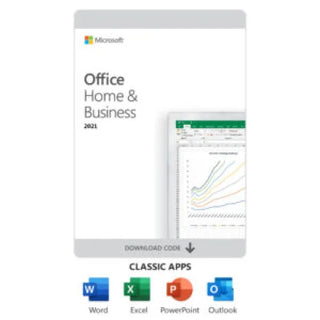 Microsoft
Office
Home &
Business
2021
DOWNLOAD CODE
CLASSIC APPS
W X P O
Word Excel PowerPoint Outlook